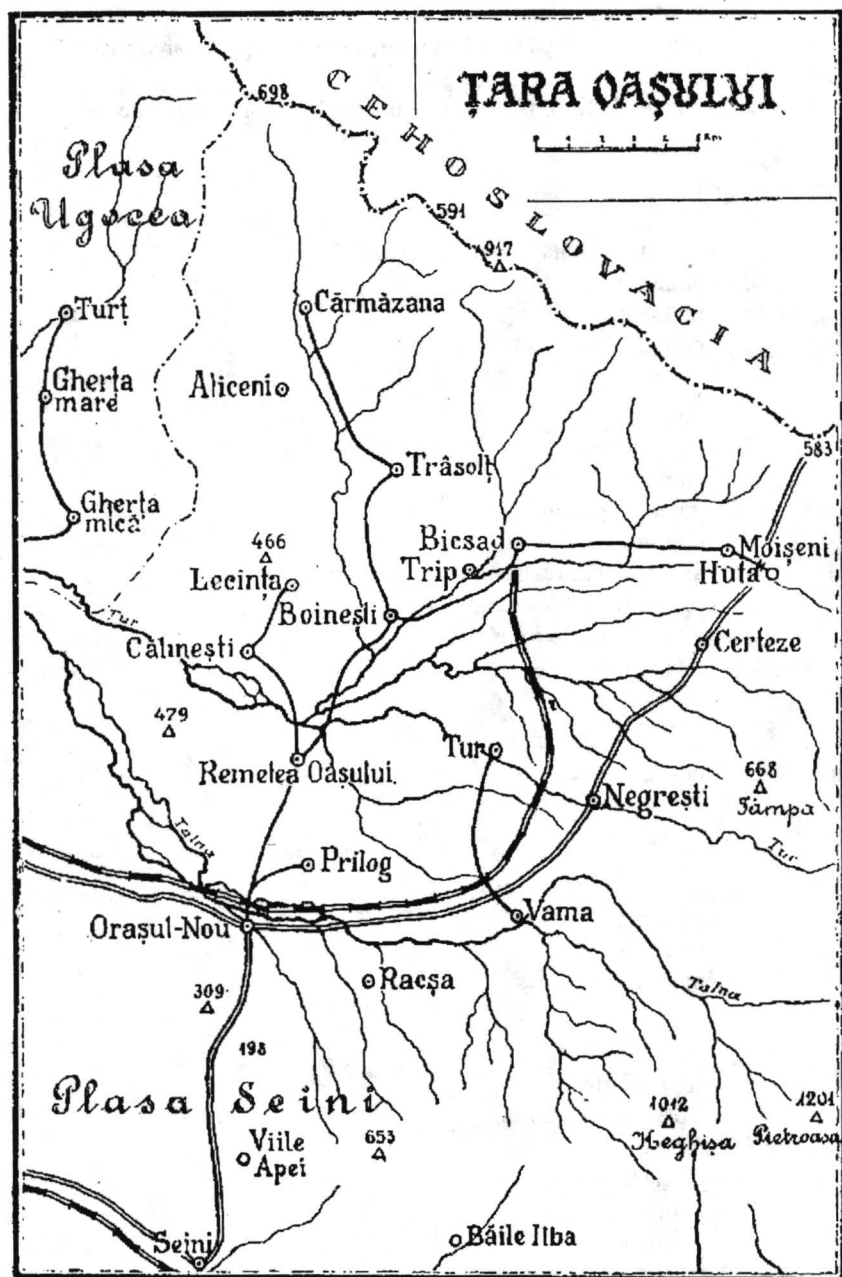 ȚARA OAȘULUI
Km
CEHOSLOVACIA
698
Plasa
Ugocea
591
917
Turț
Cărmăzana
Gherța
mare
Aliceni
583
Trâsolț
Gherța
mică
466
Bicsad
Moișeni
Trip
Huta
Lecința
Tur
Boinești
Certeze
Călinești
479
Tur
Remetea Oașului
668
Negrești
Tâmpa
Talna
Tur
Prilog
Orașul-Nou
Vama
Racșa
Talna
309
198
Plasa Seini
1012
1201
Heghișa
Pietroasa
653
Viile
Apei
Seini
Băile Ilba